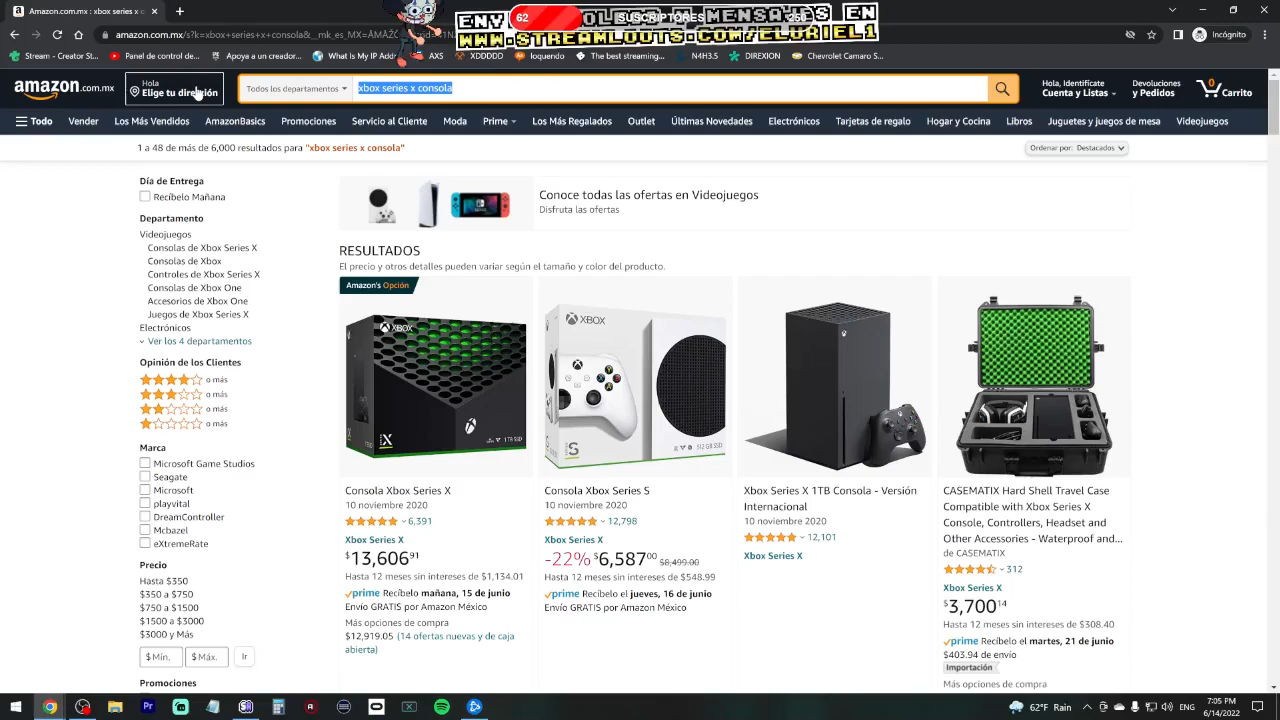 Amazon.com.mx : xbox series x c
62 SUSCRIPTORES 250
MENSAJES EN
WWW.STREAMLOOTS.COM/ELURIEL1
Incógnito
Panel de control de...
Apoya a un creador...
What Is My IP Addr
AXS
XDDDDD
loquendo
The best streaming...
N4H3.5
DIREXION
Chevrolet Camaro S...
amazon.com.mx
Hola
Elige tu dirección
Todos los departamentos
xbox series x consola
Hola, Identifícate
Cuenta y Listas
Devoluciones
y Pedidos
0
Carrito
Todo
Vender
Los Más Vendidos
AmazonBasics
Promociones
Servicio al Cliente
Moda
Prime
Los Más Regalados
Outlet
Últimas Novedades
Electrónicos
Tarjetas de regalo
Hogar y Cocina
Libros
Juguetes y juegos de mesa
Videojuegos
1 a 48 de más de 6,000 resultados para "xbox series x consola"
Ordenar por: Destacados
Día de Entrega
Recíbelo Mañana
Departamento
Videojuegos
Consolas de Xbox Series X
Consolas de Xbox
Controles de Xbox Series X
Consolas de Xbox One
Accesorios de Xbox One
Juegos de Xbox Series X
Electrónicos
Ver los 4 departamentos
Opinión de los Clientes
o más
o más
o más
o más
Marca
Microsoft Game Studios
Seagate
Microsoft
playvital
DreamController
Mcbazel
eXtremeRate
Precio
Hasta $350
$350 a $750
$750 a $1500
$1500 a $3000
$3000 y Más
$ Mín.
$ Máx.
Ir
Promociones
Conoce todas las ofertas en Videojuegos
Disfruta las ofertas
RESULTADOS
El precio y otros detalles pueden variar según el tamaño y color del producto.
Amazon's Opción
XBOX
X
1TB SSD
Consola Xbox Series X
10 noviembre 2020
6,391
Xbox Series X
$13,606.91
Hasta 12 meses sin intereses de $1,134.01
prime Recíbelo mañana, 15 de junio
Envío GRATIS por Amazon México
Más opciones de compra
$12,919.05 (14 ofertas nuevas y de caja
abierta)
XBOX
S
512 GB SSD
Consola Xbox Series S
10 noviembre 2020
12,798
Xbox Series X
-22% $6,587.00 $8,499.00
Hasta 12 meses sin intereses de $548.99
prime Recíbelo el jueves, 16 de junio
Envío GRATIS por Amazon México
Xbox Series X 1TB Consola - Versión
Internacional
10 noviembre 2020
12,101
Xbox Series X
CASEMATIX Hard Shell Travel Case
Compatible with Xbox Series X
Console, Controllers, Headset and
Other Accessories - Waterproof and...
de CASEMATIX
312
Xbox Series X
$3,700.14
Hasta 12 meses sin intereses de $308.40
prime Recíbelo el martes, 21 de junio
$403.94 de envío
Importación
Más opciones de compra
62°F Rain
ENG
7:05 PM
6/14/2022